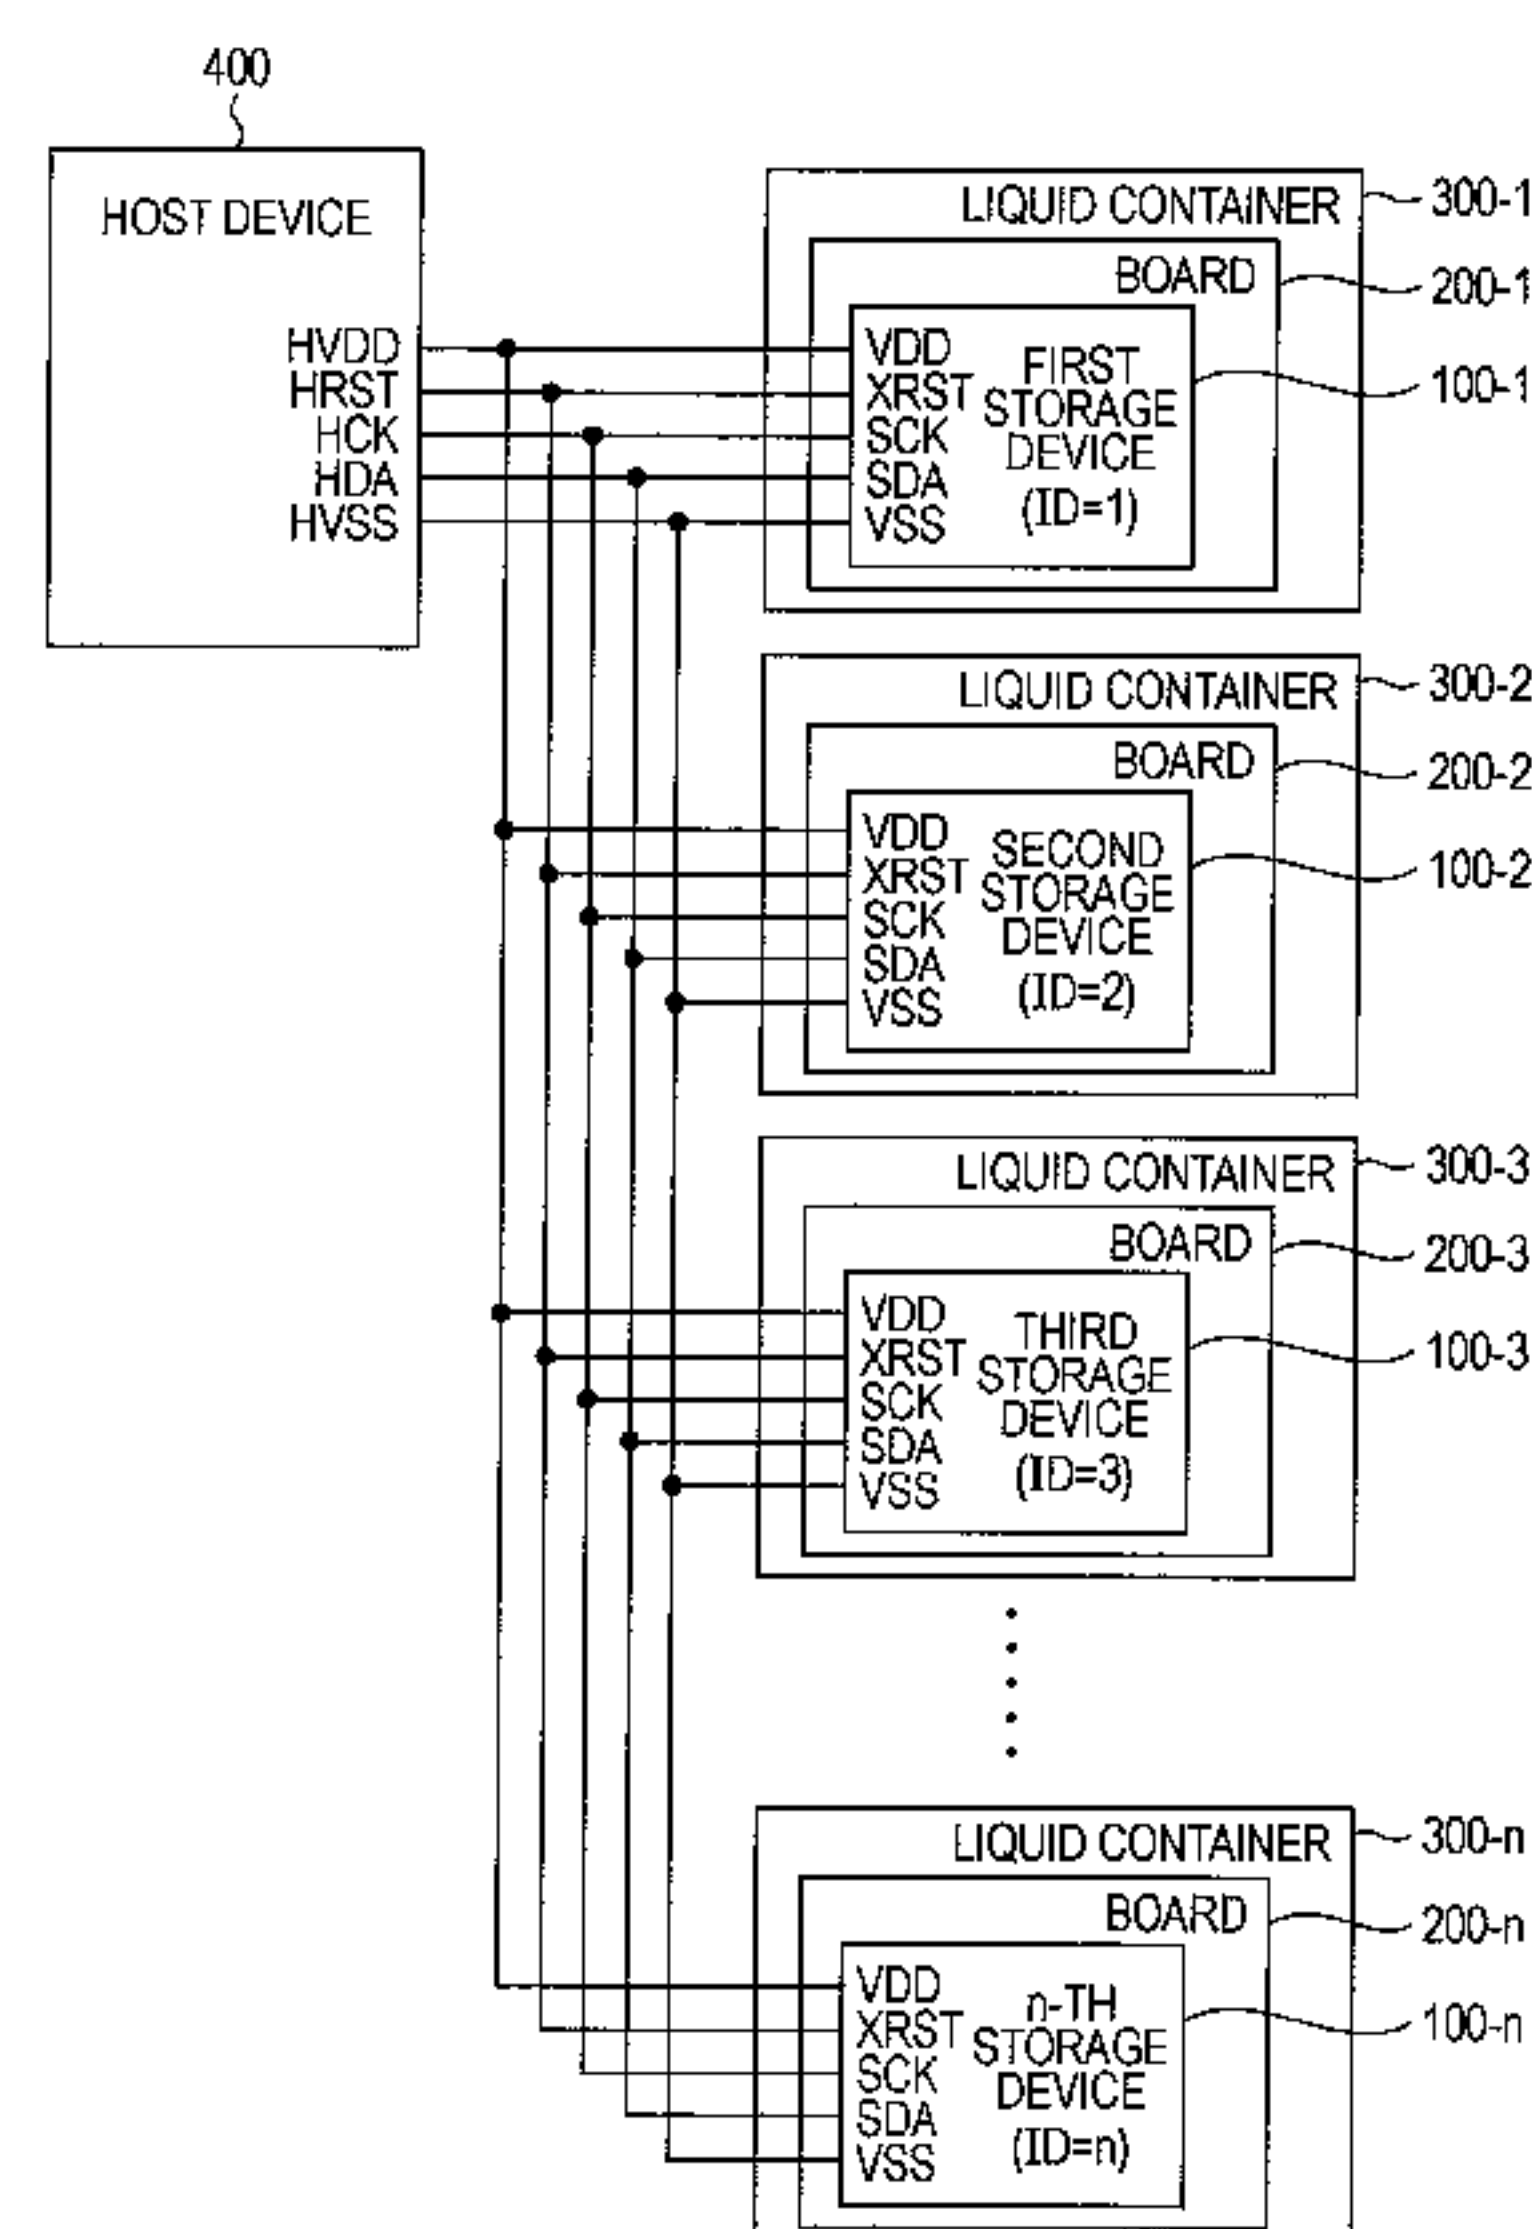 400
HOST DEVICE
HVDD
HRST
HCK
HDA
HVSS
LIQUID CONTAINER
300-1
BOARD
200-1
VDD
XRST
SCK
SDA
VSS
FIRST
STORAGE
DEVICE
(ID=1)
100-1
LIQUID CONTAINER
300-2
BOARD
200-2
VDD
XRST
SCK
SDA
VSS
SECOND
STORAGE
DEVICE
(ID=2)
100-2
LIQUID CONTAINER
300-3
BOARD
200-3
VDD
XRST
SCK
SDA
VSS
THIRD
STORAGE
DEVICE
(ID=3)
100-3
LIQUID CONTAINER
300-n
BOARD
200-n
VDD
XRST
SCK
SDA
VSS
n-TH
STORAGE
DEVICE
(ID=n)
100-n